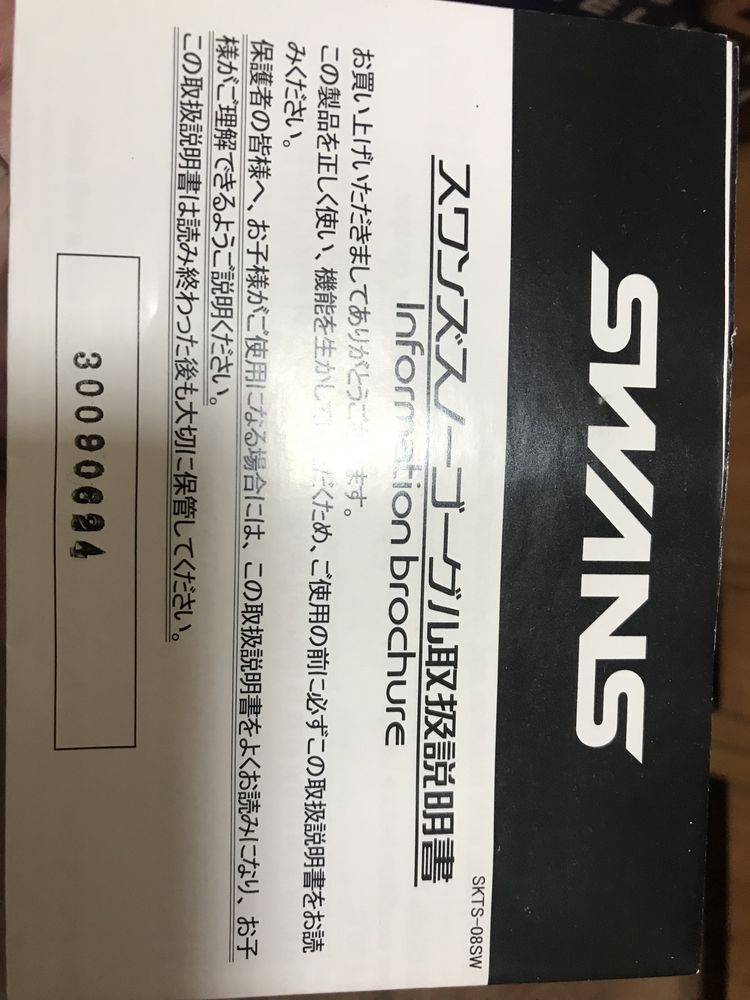 SWANS
SKTS-08SW
スワンズスノーゴーグル取扱説明書
Information brochure
お買い上げいただきましてありがとうございます。
この製品を正しく使い、機能を生かしていただくため、ご使用の前に必ずこの取扱説明書をお読
みください。
保護者の皆様へ、お子様がご使用になる場合には、この取扱説明書をよくお読みになり、お子
様がご理解できるようご説明ください。
この取扱説明書は読み終わった後も大切に保管してください。